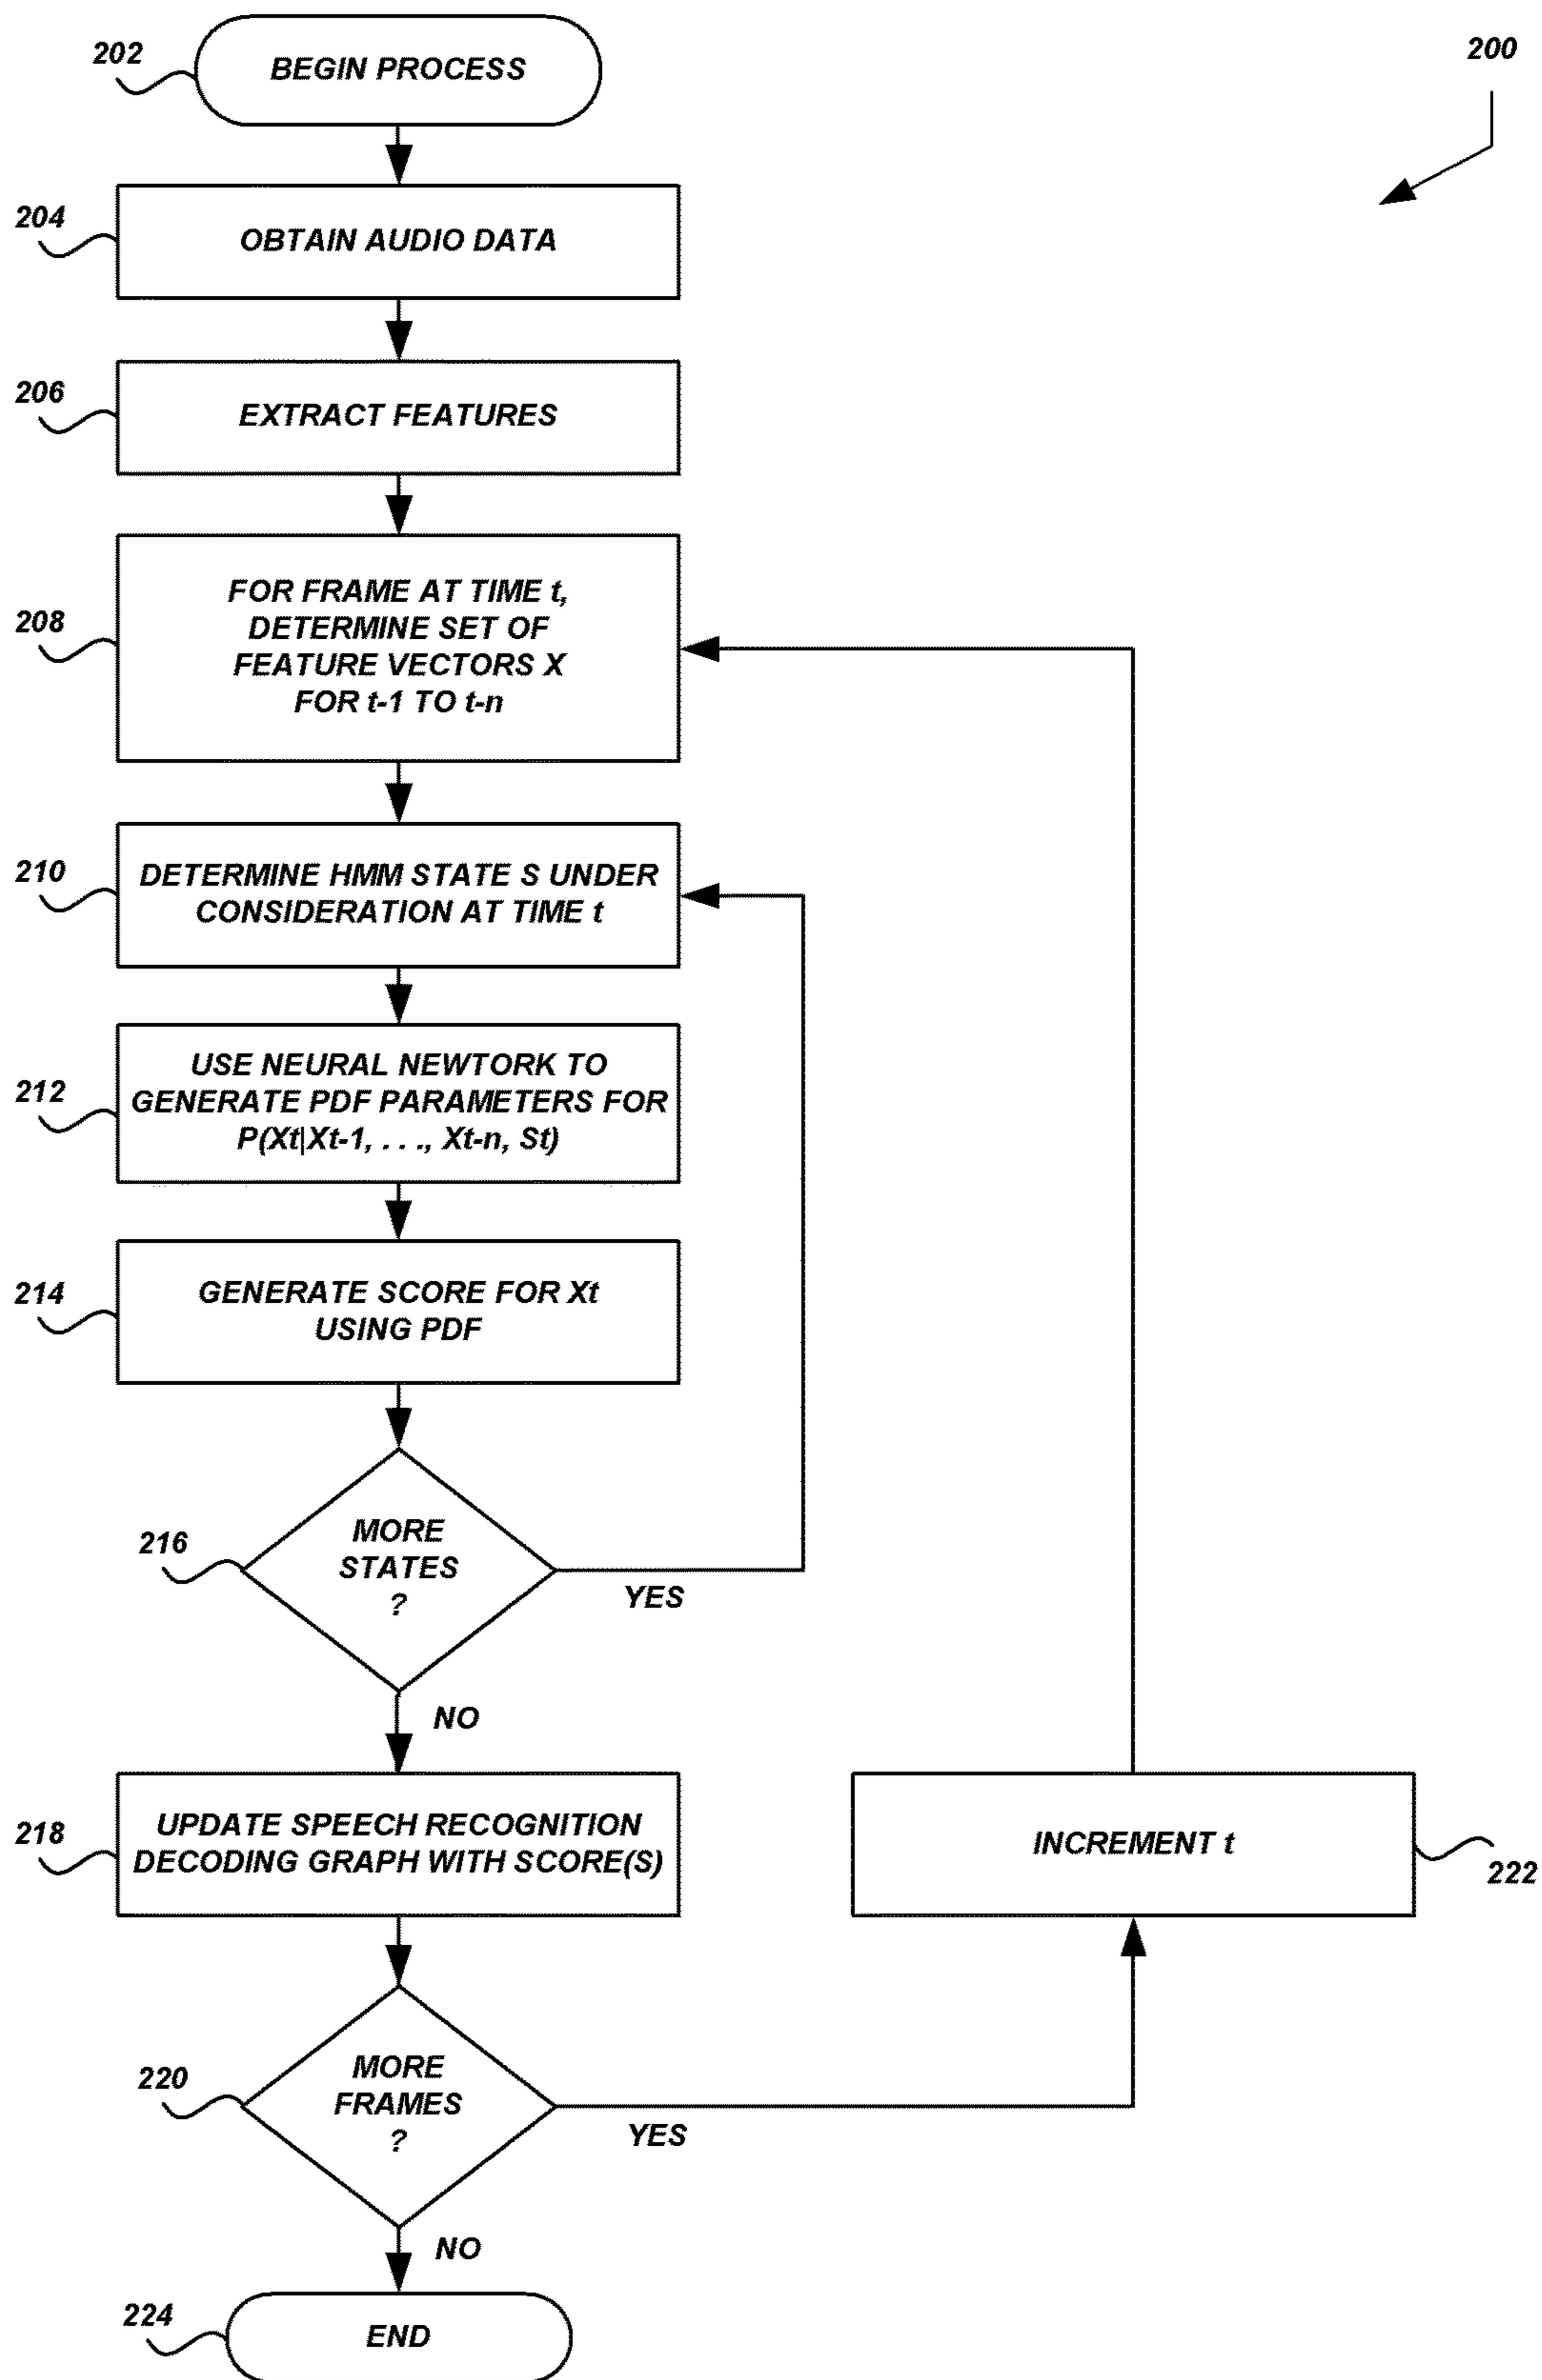 202
BEGIN PROCESS
200
204
OBTAIN AUDIO DATA
206
EXTRACT FEATURES
208
FOR FRAME AT TIME t,
DETERMINE SET OF
FEATURE VECTORS X
FOR t-1 TO t-n
210
DETERMINE HMM STATE S UNDER
CONSIDERATION AT TIME t
212
USE NEURAL NEWTORK TO
GENERATE PDF PARAMETERS FOR
P(Xt|Xt-1, . . ., Xt-n, St)
214
GENERATE SCORE FOR Xt
USING PDF
216
MORE
STATES
?
YES
NO
218
UPDATE SPEECH RECOGNITION
DECODING GRAPH WITH SCORE(S)
INCREMENT t
222
220
MORE
FRAMES
?
YES
NO
224
END